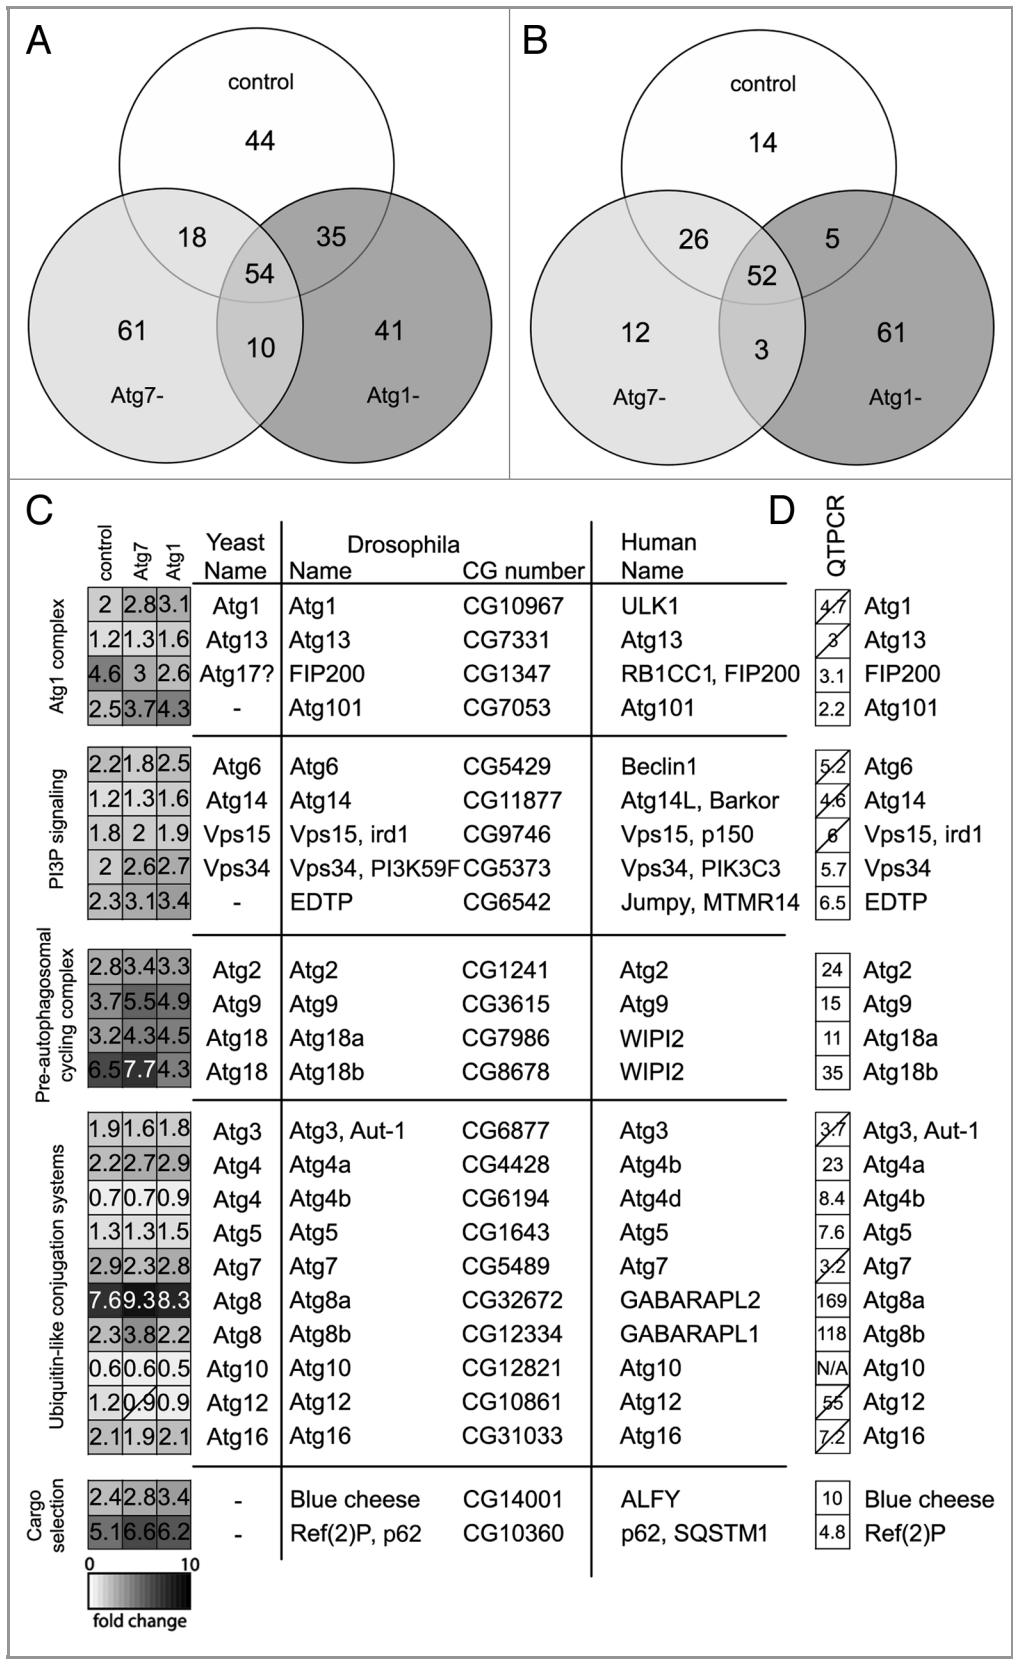 A
control
44
18
35
54
61
10
41
Atg7-
Atg1-
B
control
14
26
5
52
12
3
61
Atg7-
Atg1-
C
D
control Atg7 Atg1 Yeast Name Drosophila Name CG number Human Name QTPCR
Atg1 complex
2 2.8 3.1 Atg1 Atg1 CG10967 ULK1 4.7 Atg1
1.2 1.3 1.6 Atg13 Atg13 CG7331 Atg13 3 Atg13
4.6 3 2.6 Atg17? FIP200 CG1347 RB1CC1, FIP200 3.1 FIP200
2.5 3.7 4.3 - Atg101 CG7053 Atg101 2.2 Atg101
PI3P signaling
2.2 1.8 2.5 Atg6 Atg6 CG5429 Beclin1 5.2 Atg6
1.2 1.3 1.6 Atg14 Atg14 CG11877 Atg14L, Barkor 4.6 Atg14
1.8 2 1.9 Vps15 Vps15, ird1 CG9746 Vps15, p150 6 Vps15, ird1
2 2.6 2.7 Vps34 Vps34, PI3K59F CG5373 Vps34, PIK3C3 5.7 Vps34
2.3 3.1 3.4 - EDTP CG6542 Jumpy, MTMR14 6.5 EDTP
Pre-autophagosomal
cycling complex
2.8 3.4 3.3 Atg2 Atg2 CG1241 Atg2 24 Atg2
3.7 5.5 4.9 Atg9 Atg9 CG3615 Atg9 15 Atg9
3.2 4.3 4.5 Atg18 Atg18a CG7986 WIPI2 11 Atg18a
6.5 7.7 4.3 Atg18 Atg18b CG8678 WIPI2 35 Atg18b
Ubiquitin-like conjugation systems
1.9 1.6 1.8 Atg3 Atg3, Aut-1 CG6877 Atg3 3.7 Atg3, Aut-1
2.2 2.7 2.9 Atg4 Atg4a CG4428 Atg4b 23 Atg4a
0.7 0.7 0.9 Atg4 Atg4b CG6194 Atg4d 8.4 Atg4b
1.3 1.3 1.5 Atg5 Atg5 CG1643 Atg5 7.6 Atg5
2.9 2.3 2.8 Atg7 Atg7 CG5489 Atg7 3.2 Atg7
7.6 9.3 8.3 Atg8 Atg8a CG32672 GABARAPL2 169 Atg8a
2.3 3.8 2.2 Atg8 Atg8b CG12334 GABARAPL1 118 Atg8b
0.6 0.6 0.5 Atg10 Atg10 CG12821 Atg10 N/A Atg10
1.2 0.9 0.9 Atg12 Atg12 CG10861 Atg12 55 Atg12
2.1 1.9 2.1 Atg16 Atg16 CG31033 Atg16 7.2 Atg16
Cargo
selection
2.4 2.8 3.4 - Blue cheese CG14001 ALFY 10 Blue cheese
5.1 6.6 6.2 - Ref(2)P, p62 CG10360 p62, SQSTM1 4.8 Ref(2)P
0 10
fold change